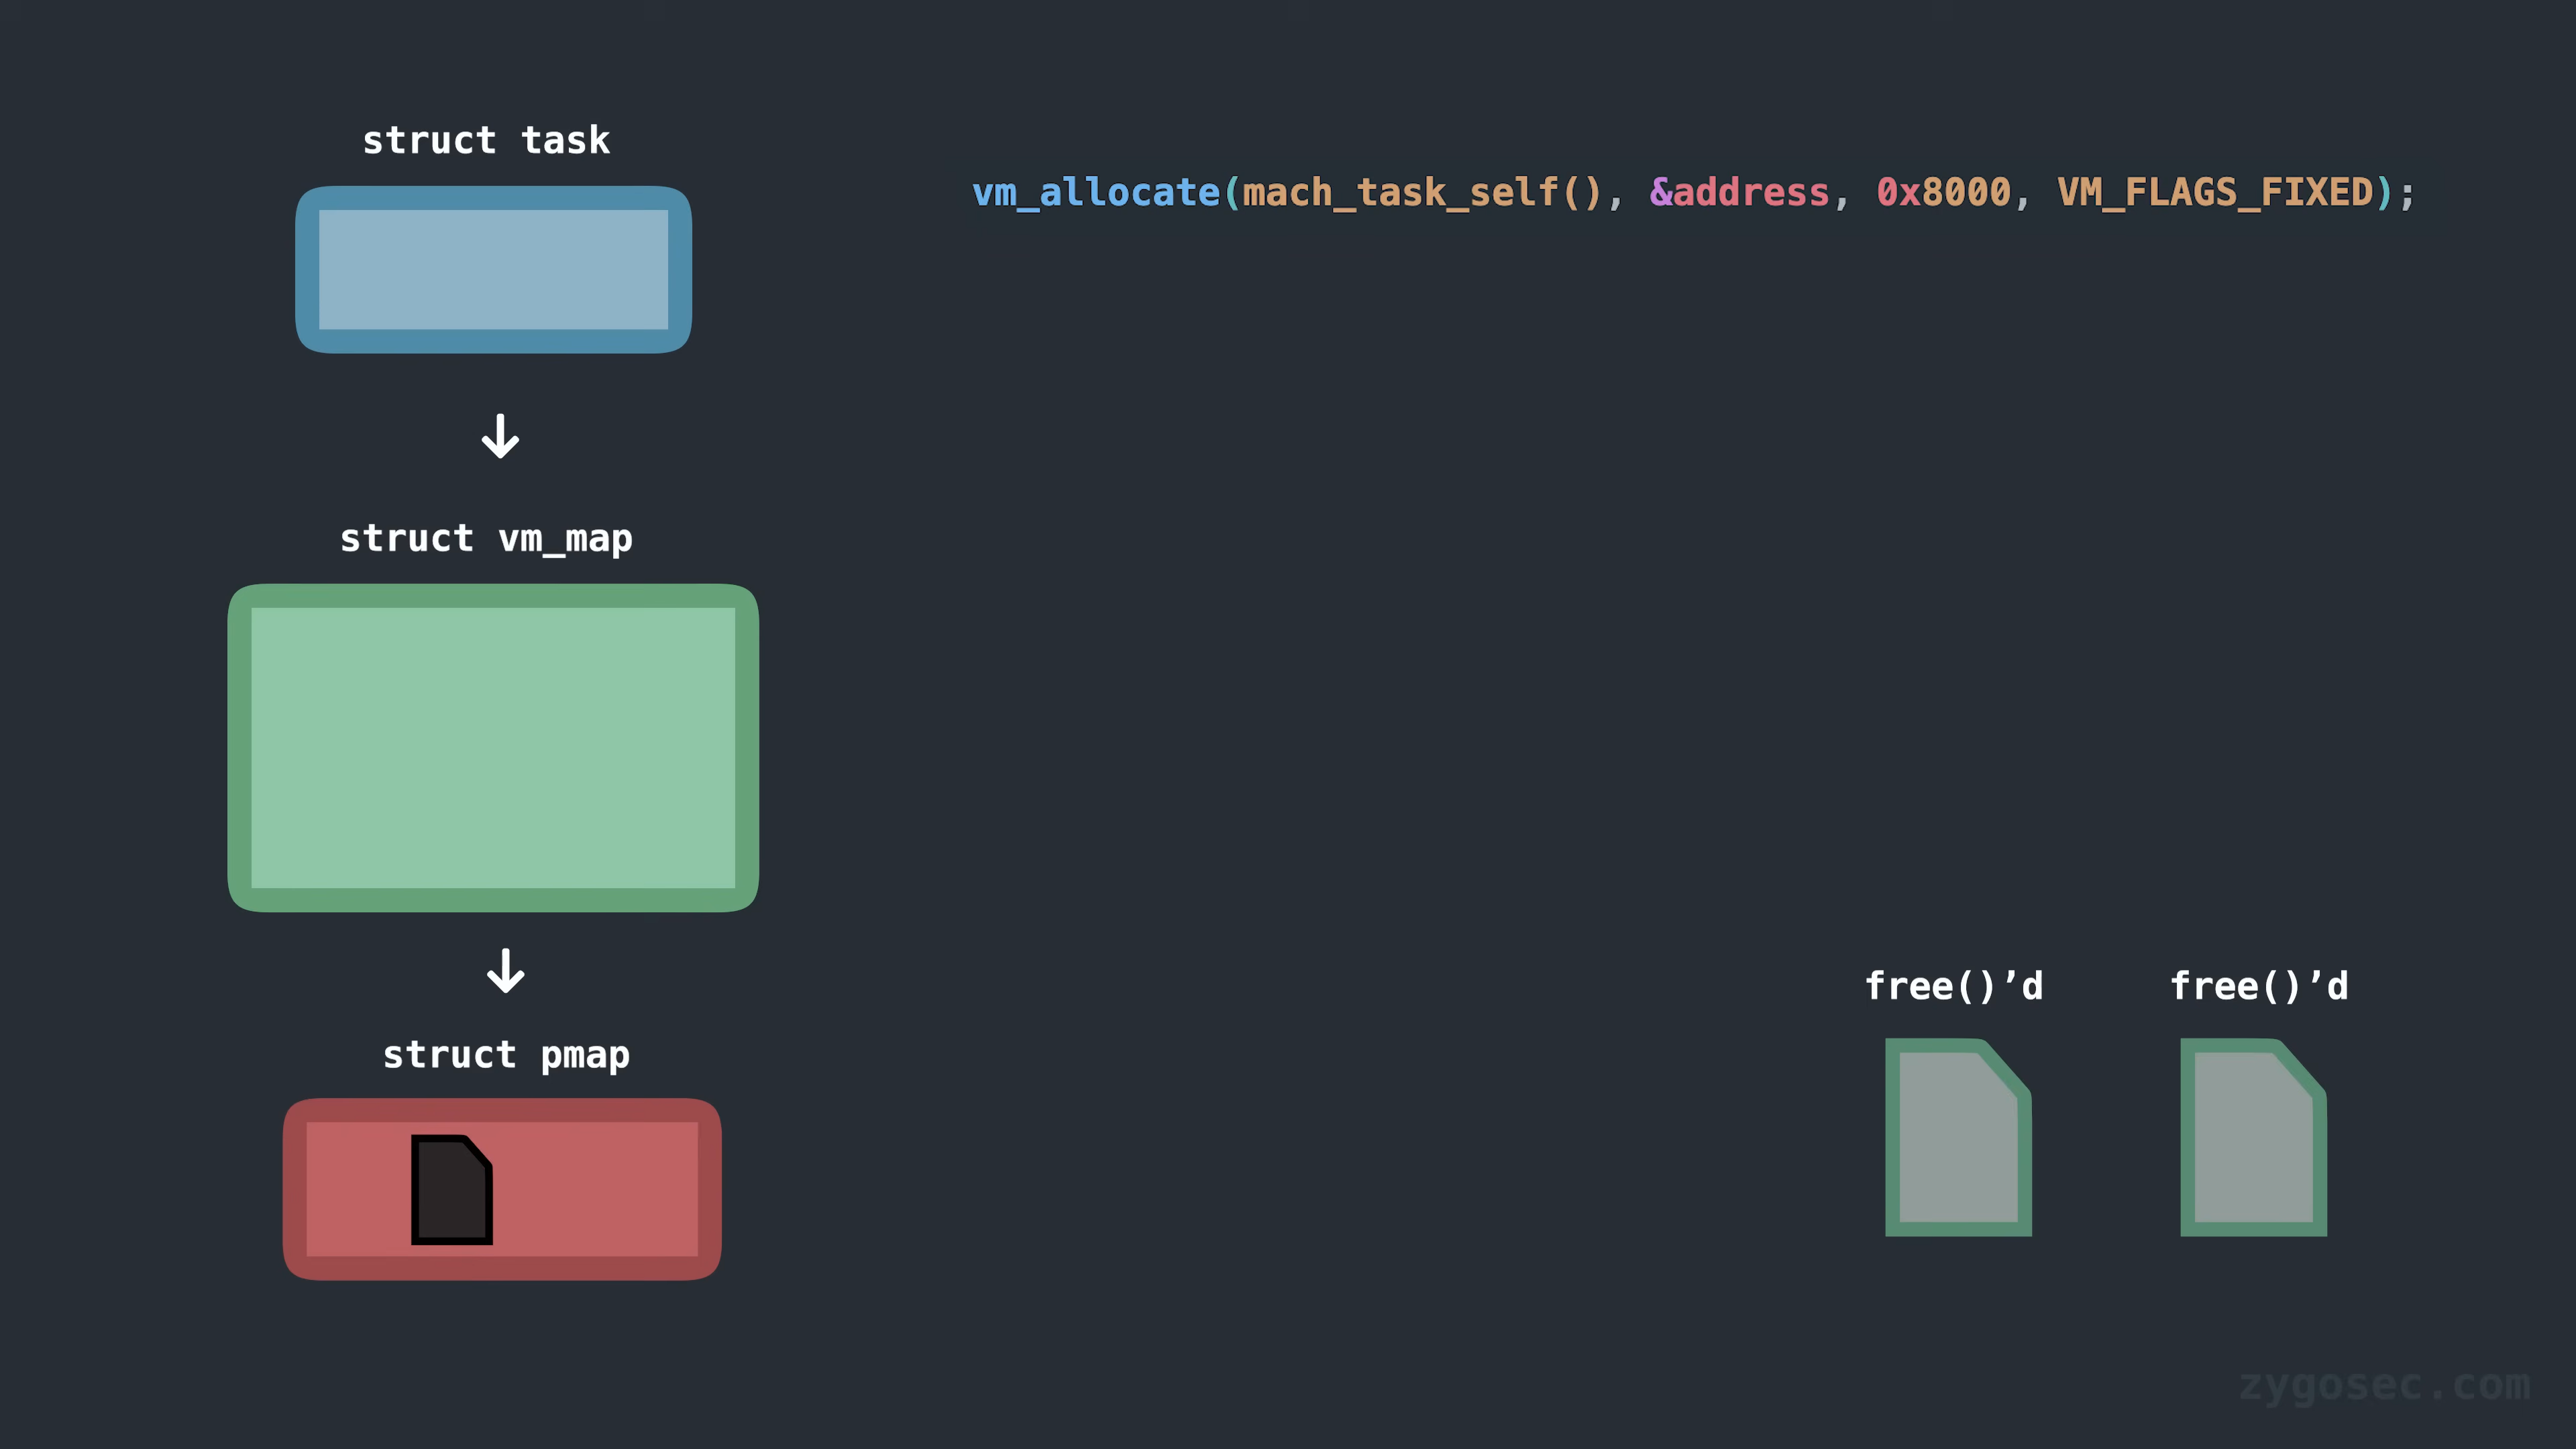 struct task
vm_allocate(mach_task_self(), &address, 0x8000, VM_FLAGS_FIXED);
struct vm_map
free()’d free()’d
struct pmap
zygosec.com